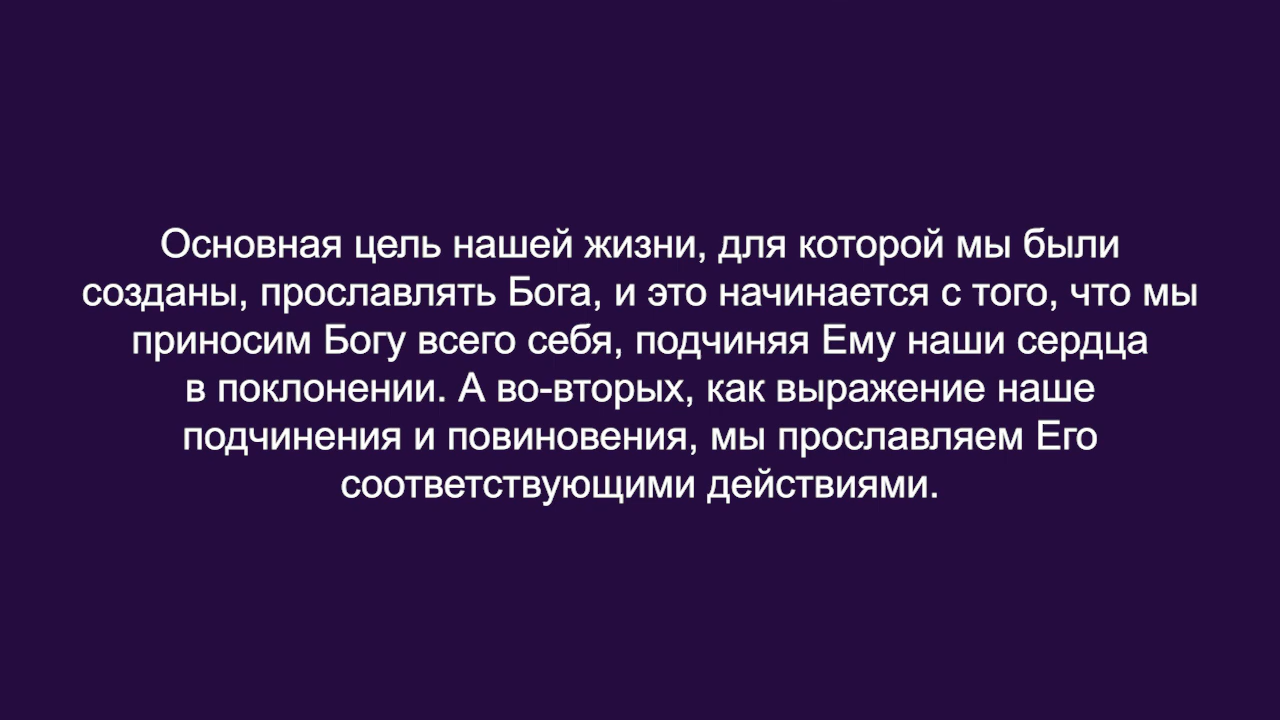 Основная цель нашей жизни, для которой мы были
созданы, прославлять Бога, и это начинается с того, что мы
приносим Богу всего себя, подчиняя Ему наши сердца
в поклонении. А во-вторых, как выражение наше
подчинения и повиновения, мы прославляем Его
соответствующими действиями.